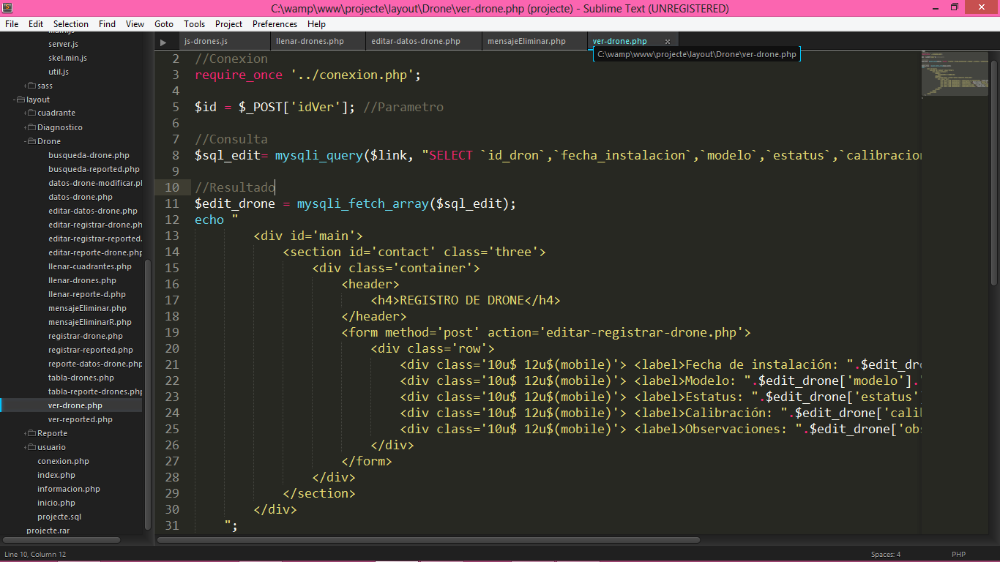 C:\wamp\www\projecte\layout\Drone\ver-drone.php (projecte) - Sublime Text (UNREGISTERED)
File Edit Selection Find View Goto Tools Project Preferences Help
js-drones.js llenar-drones.php editar-datos-drone.php mensajeEliminar.php ver-drone.php ×
C:\wamp\www\projecte\layout\Drone\ver-drone.php
server.js
skel.min.js
util.js
sass
layout
cuadrante
Diagnostico
Drone
busqueda-drone.php
busqueda-reported.php
datos-drone-modificar.pl
datos-drone.php
editar-datos-drone.php
editar-registrar-drone.ph
editar-registrar-reported.
editar-reporte-drone.php
llenar-cuadrantes.php
llenar-drones.php
llenar-reporte-d.php
mensajeEliminar.php
mensajeEliminarR.php
registrar-drone.php
registrar-reported.php
reporte-datos-drone.php
tabla-drones.php
tabla-reporte-drones.php
ver-drone.php
ver-reported.php
Reporte
usuario
conexion.php
index.php
informacion.php
inicio.php
projecte.sql
projecte.rar
2 //Conexion
3 require_once '../conexion.php';
4
5 $id = $_POST['idVer']; //Parametro
6
7 //Consulta
8 $sql_edit= mysqli_query($link, "SELECT `id_dron`,`fecha_instalacion`,`modelo`,`estatus`,`calibracion
9
10 //Resultado
11 $edit_drone = mysqli_fetch_array($sql_edit);
12 echo "
13 <div id='main'>
14 <section id='contact' class='three'>
15 <div class='container'>
16 <header>
17 <h4>REGISTRO DE DRONE</h4>
18 </header>
19 <form method='post' action='editar-registrar-drone.php'>
20 <div class='row'>
21 <div class='10u$ 12u$(mobile)'> <label>Fecha de instalación: ".$edit_dro
22 <div class='10u$ 12u$(mobile)'> <label>Modelo: ".$edit_drone['modelo'].
23 <div class='10u$ 12u$(mobile)'> <label>Estatus: ".$edit_drone['estatus'
24 <div class='10u$ 12u$(mobile)'> <label>Calibración: ".$edit_drone['calib
25 <div class='10u$ 12u$(mobile)'> <label>Observaciones: ".$edit_drone['obs
26 </div>
27 </form>
28 </div>
29 </section>
30 </div>
31 ";
Line 10, Column 12 Spaces: 4 PHP